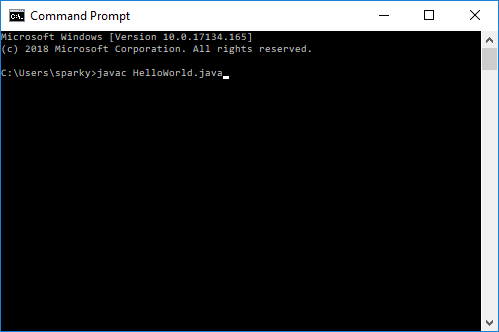 Command Prompt
Microsoft Windows [Version 10.0.17134.165]
(c) 2018 Microsoft Corporation. All rights reserved.
C:\Users\sparky>javac HelloWorld.java